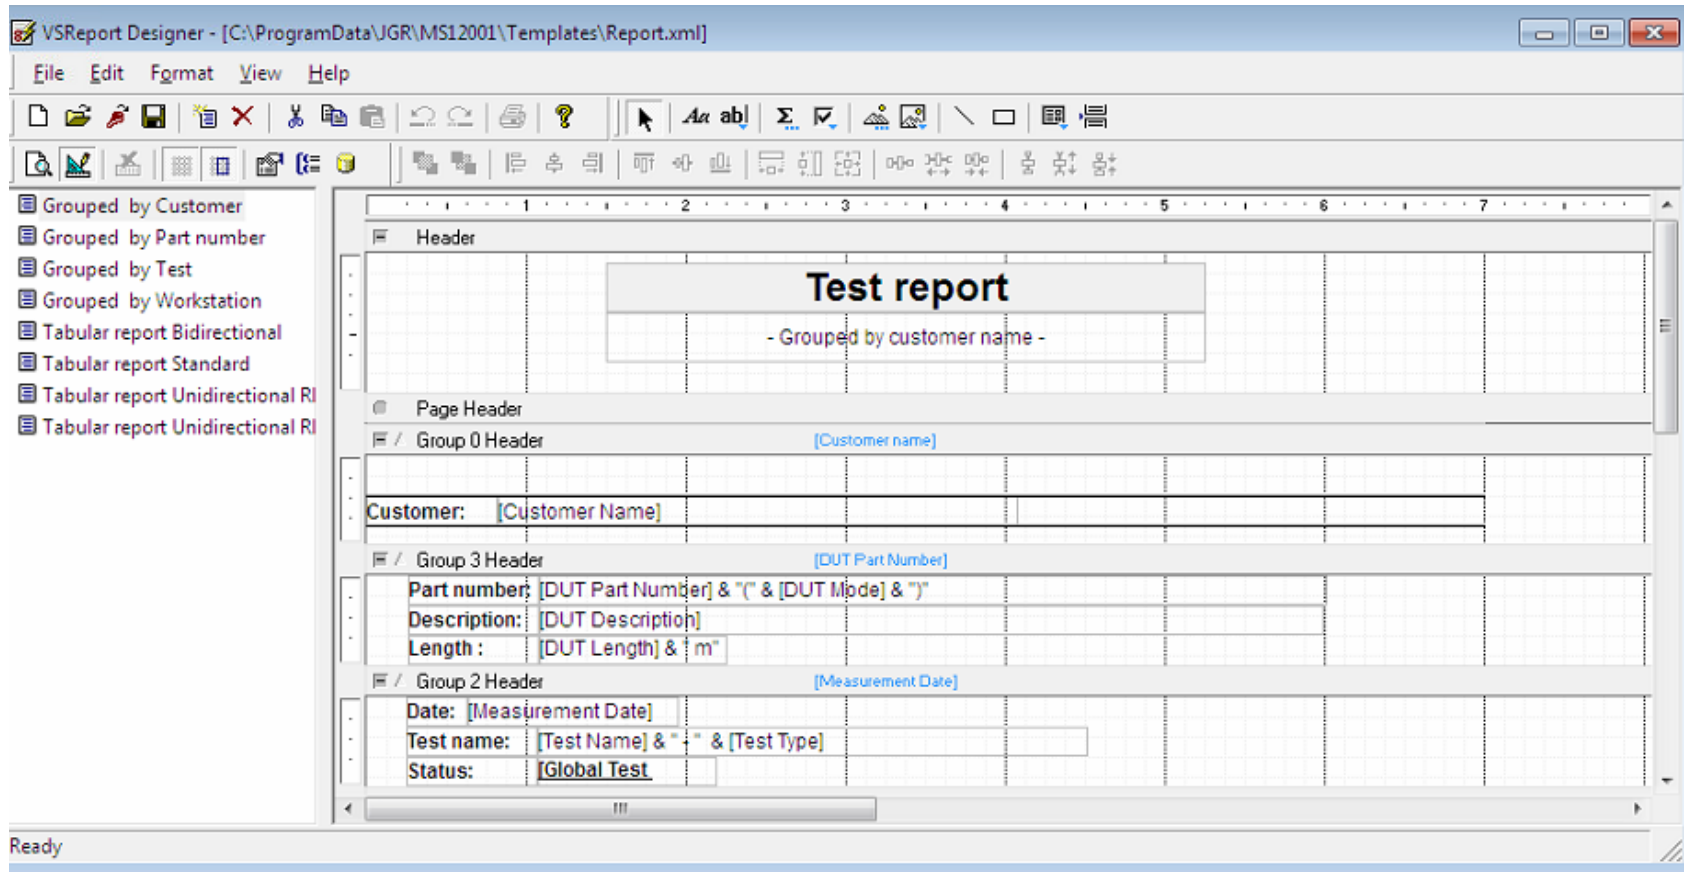 VSReport Designer - [C:\ProgramData\JGR\MS12001\Templates\Report.xml]
File Edit Format View Help
Aa ab|
Grouped by Customer
Grouped by Part number
Grouped by Test
Grouped by Workstation
Tabular report Bidirectional
Tabular report Standard
Tabular report Unidirectional Rl
Tabular report Unidirectional Rl
1 2 3 4 5 6 7
Header
Test report
- Grouped by customer name -
Page Header
Group 0 Header [Customer name]
Customer: [Customer Name]
Group 3 Header [DUT Part Number]
Part number: [DUT Part Number] & "(" & [DUT Mode] & ")"
Description: [DUT Description]
Length : [DUT Length] & " m"
Group 2 Header [Measurement Date]
Date: [Measurement Date]
Test name: [Test Name] & " - " & [Test Type]
Status: [Global Test
Ready